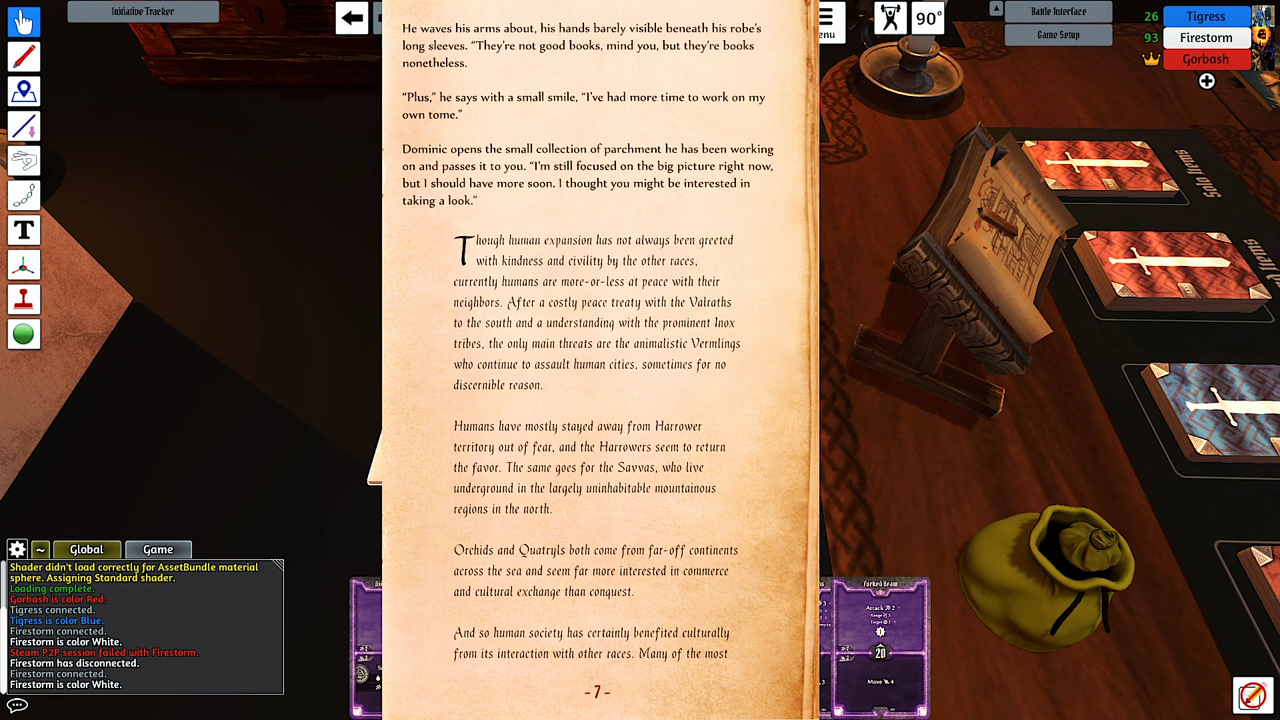 Initiative Tracker
enu
90°
Battle Interface
Game Setup
26
Tigress
93
Firestorm
Gorbash
He waves his arms about, his hands barely visible beneath his robe's
long sleeves. “They're not good books, mind you, but they're books
nonetheless.
“Plus,” he says with a small smile, “I've had more time to work on my
own tome.”
Dominic opens the small collection of parchment he has been working
on and passes it to you. “I'm still focused on the big picture right now,
but I should have more soon. I thought you might be interested in
taking a look.”
Though human expansion has not always been greeted
with kindness and civility by the other races,
currently humans are more-or-less at peace with their
neighbors. After a costly peace treaty with the Valraths
to the south and a understanding with the prominent Inox
tribes, the only main threats are the animalistic Vermlings
who continue to assault human cities, sometimes for no
discernible reason.
Humans have mostly stayed away from Harrower
territory out of fear, and the Harrowers seem to return
the favor. The same goes for the Savvas, who live
underground in the largely uninhabitable mountainous
regions in the north.
Orchids and Quatryls both come from far-off continents
across the sea and seem far more interested in commerce
and cultural exchange than conquest.
And so human society has certainly benefited culturally
from its interaction with other races. Many of the most
-7-
T
Solo Items
Items
~
Global
Game
Shader didn't load correctly for AssetBundle material
sphere. Assigning Standard shader.
Loading complete.
Gorbash is color Red.
Tigress connected.
Tigress is color Blue.
Firestorm connected.
Firestorm is color White.
Steam P2P session failed with Firestorm.
Firestorm has disconnected.
Firestorm connected.
Firestorm is color White.
Forked Beam
Attack 2
20
Move 4